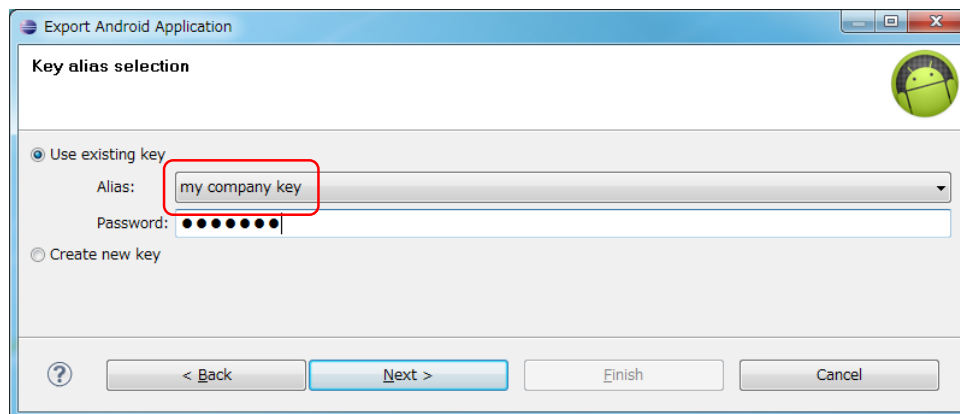 Export Android Application
Key alias selection
Use existing key
Alias: my company key
Password: ●●●●●●●
Create new key
? < Back Next > Finish Cancel